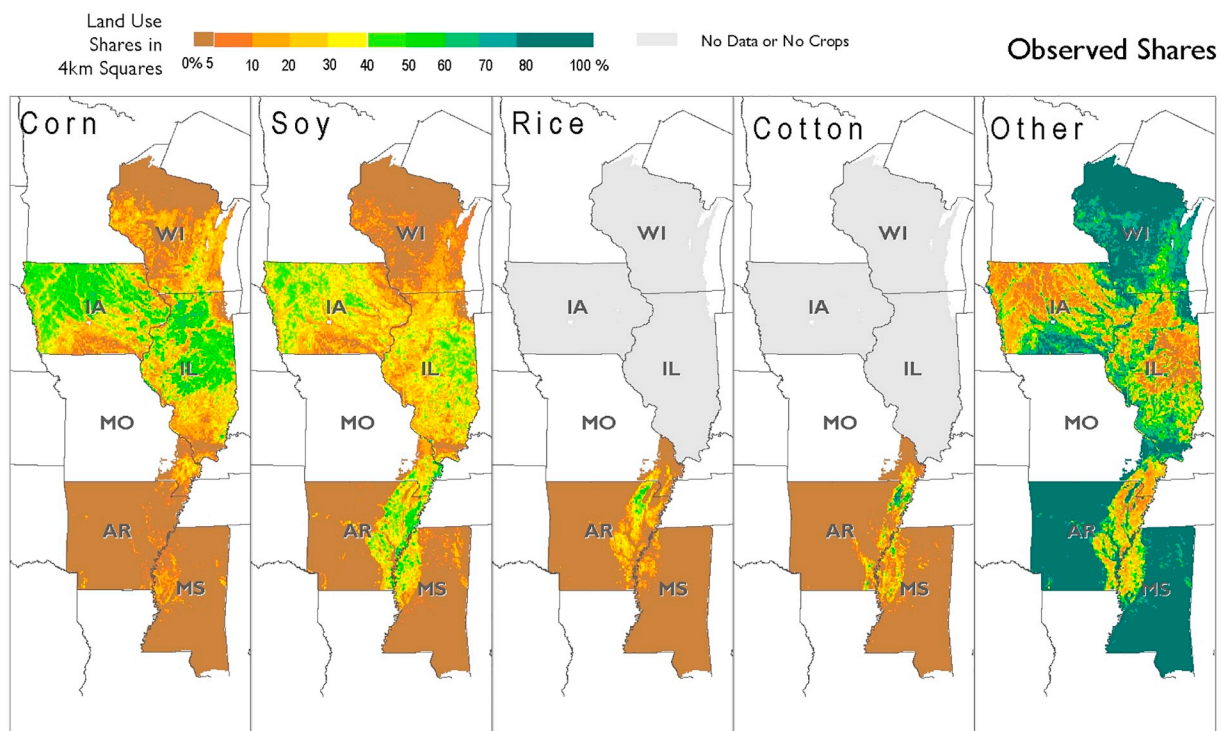 Land Use
Shares in
4km Squares
0% 5 10 20 30 40 50 60 70 80 100 %
No Data or No Crops
Observed Shares
Corn
Soy
Rice
Cotton
Other
WI
IA
IL
MO
AR
MS
WI
IA
IL
MO
AR
MS
WI
IA
IL
MO
AR
MS
WI
IA
IL
MO
AR
MS
WI
IA
IL
MO
AR
MS